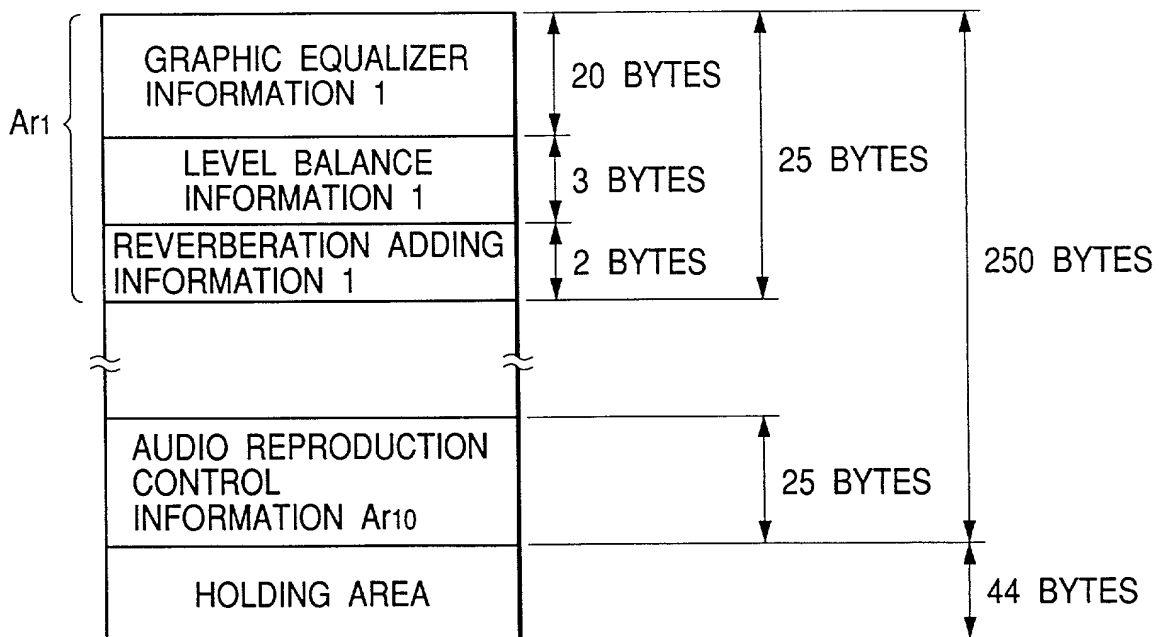 GRAPHIC EQUALIZER
INFORMATION 1
20 BYTES
Ar1
LEVEL BALANCE
INFORMATION 1
3 BYTES
25 BYTES
REVERBERATION ADDING
INFORMATION 1
2 BYTES
250 BYTES
AUDIO REPRODUCTION
CONTROL
INFORMATION Ar10
25 BYTES
HOLDING AREA
44 BYTES